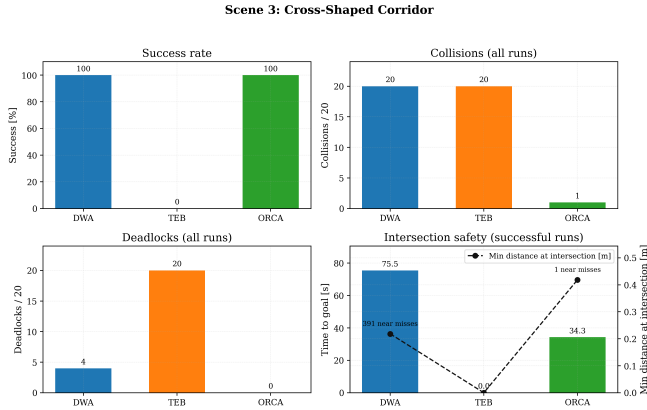 Scene 3: Cross-Shaped Corridor
Success rate
Success [%]
100
80
60
40
20
0
100
0
100
DWA
TEB
ORCA
Collisions (all runs)
Collisions / 20
20
15
10
5
0
20
20
1
DWA
TEB
ORCA
Deadlocks (all runs)
Deadlocks / 20
20
15
10
5
0
4
20
0
DWA
TEB
ORCA
Intersection safety (successful runs)
Time to goal [s]
80
60
40
20
0
Min distance at intersection [m]
75.5
391 near misses
0.0
1 near misses
34.3
DWA
TEB
ORCA
0.5
0.4
0.3
0.2
0.1
0.0
Min distance at intersection [m]